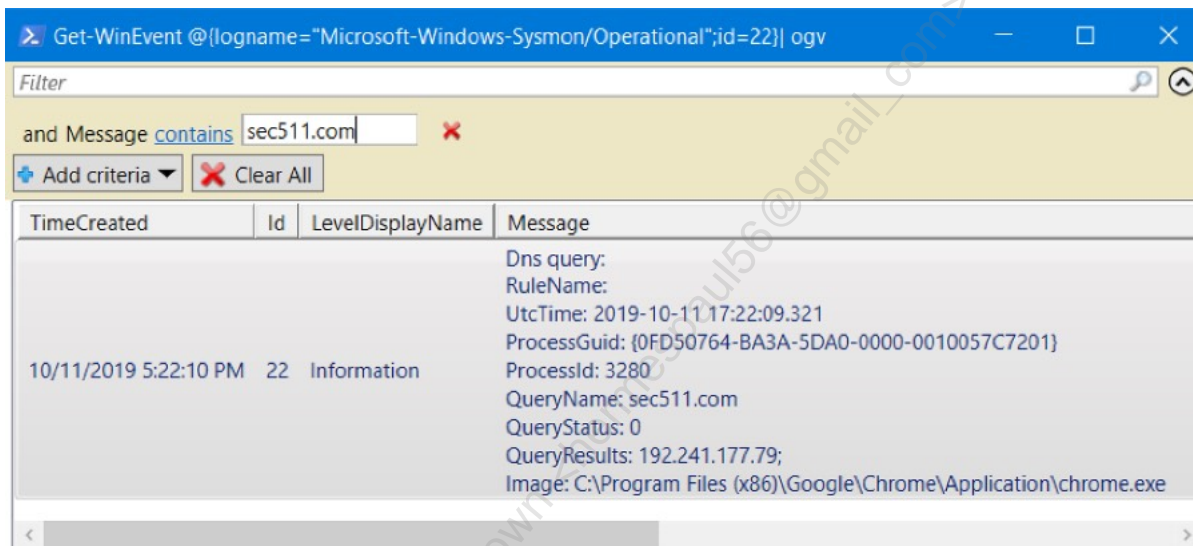 Get-WinEvent @{logname="Microsoft-Windows-Sysmon/Operational";id=22}| ogv
Filter
and Message contains sec511.com
Add criteria Clear All
TimeCreated Id LevelDisplayName Message
Dns query:
RuleName:
UtcTime: 2019-10-11 17:22:09.321
ProcessGuid: {0FD50764-BA3A-5DA0-0000-0010057C7201}
ProcessId: 3280
10/11/2019 5:22:10 PM 22 Information
QueryName: sec511.com
QueryStatus: 0
QueryResults: 192.241.177.79;
Image: C:\Program Files (x86)\Google\Chrome\Application\chrome.exe